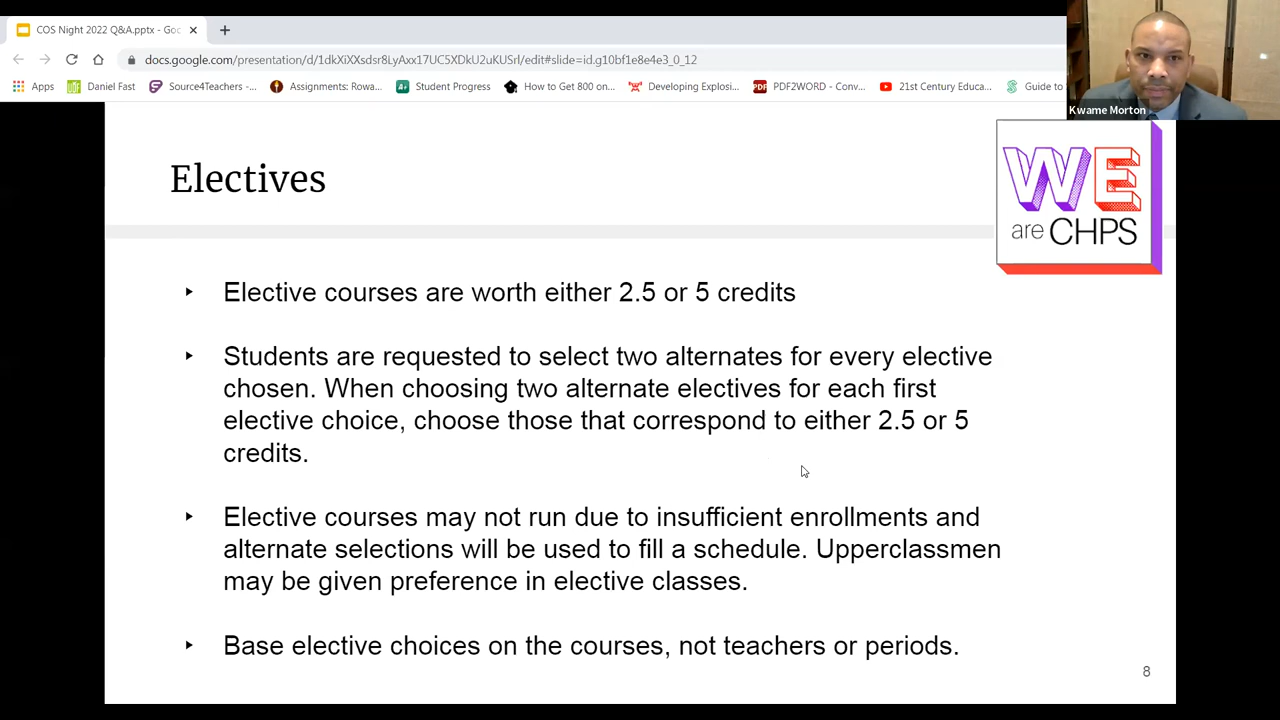 COS Night 2022 Q&A.pptx - Goo
docs.google.com/presentation/d/1dkXiXXsdsr8LyAxx17UC5XDkU2uKUSrl/edit#slide=id.g10bf1e8e4e3_0_12
Apps Daniel Fast Source4Teachers -... Assignments: Rowa... Student Progress How to Get 800 on... Developing Explosi... PDF2WORD - Conv... 21st Century Educa... Guide to
Kwame Morton
WE
are CHPS
Electives
‣ Elective courses are worth either 2.5 or 5 credits
‣ Students are requested to select two alternates for every elective
chosen. When choosing two alternate electives for each first
elective choice, choose those that correspond to either 2.5 or 5
credits.
‣ Elective courses may not run due to insufficient enrollments and
alternate selections will be used to fill a schedule. Upperclassmen
may be given preference in elective classes.
‣ Base elective choices on the courses, not teachers or periods.
8